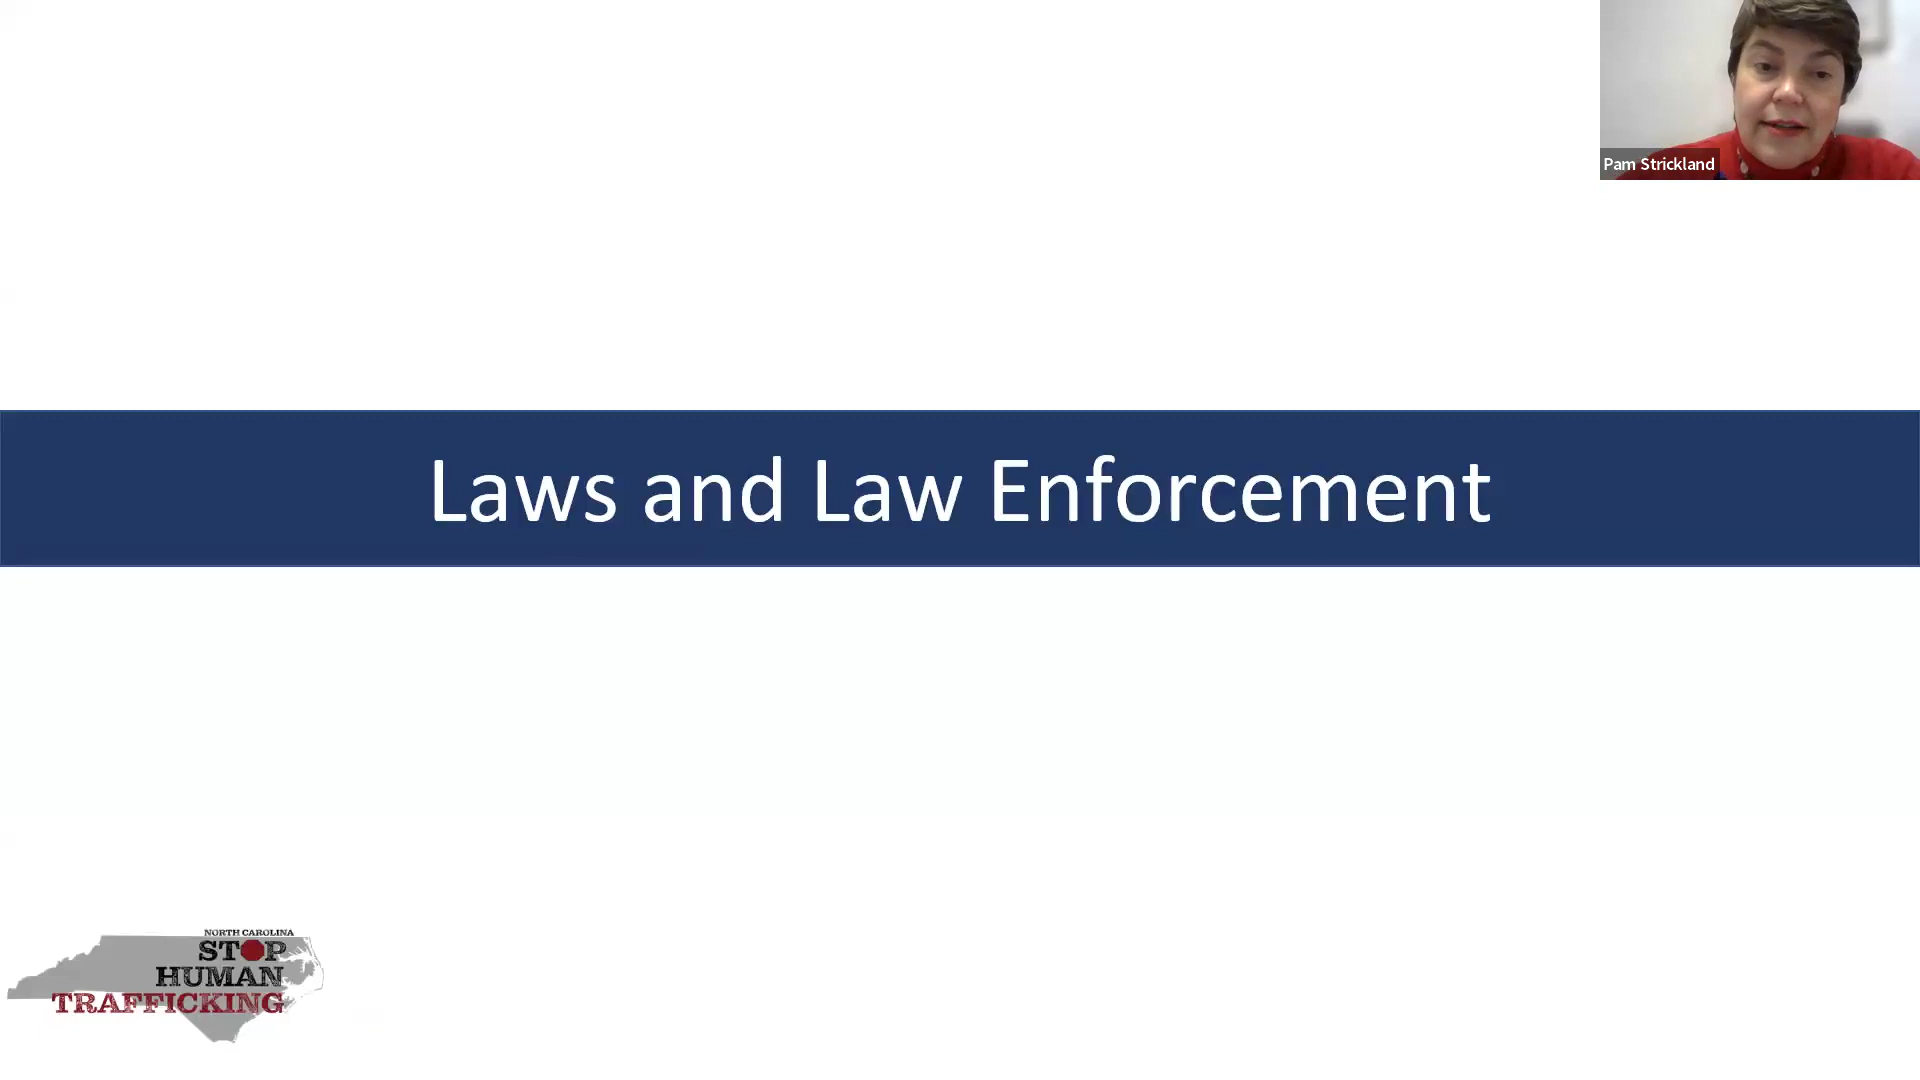 Pam Strickland
Laws and Law Enforcement
NORTH CAROLINA
STOP
HUMAN
TRAFFICKING